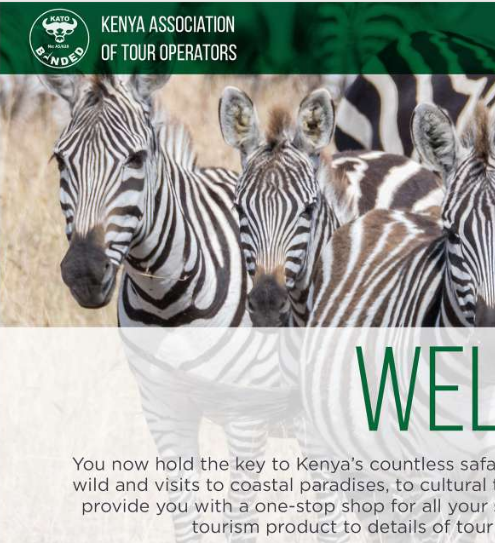 KATO
BONDED
KENYA ASSOCIATION
OF TOUR OPERATORS
WEL
You now hold the key to Kenya's countless safa
wild and visits to coastal paradises, to cultural t
provide you with a one-stop shop for all your s
tourism product to details of tour